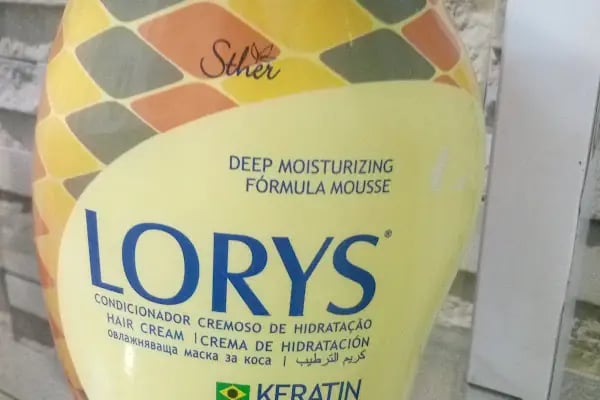 Sther
DEEP MOISTURIZING
FÓRMULA MOUSSE
LORYS®
CONDICIONADOR CREMOSO DE HIDRATAÇÃO
HAIR CREAM | CREMA DE HIDRATACIÓN
овлажняваща маска за коса | كريم الترطيب
KERATIN